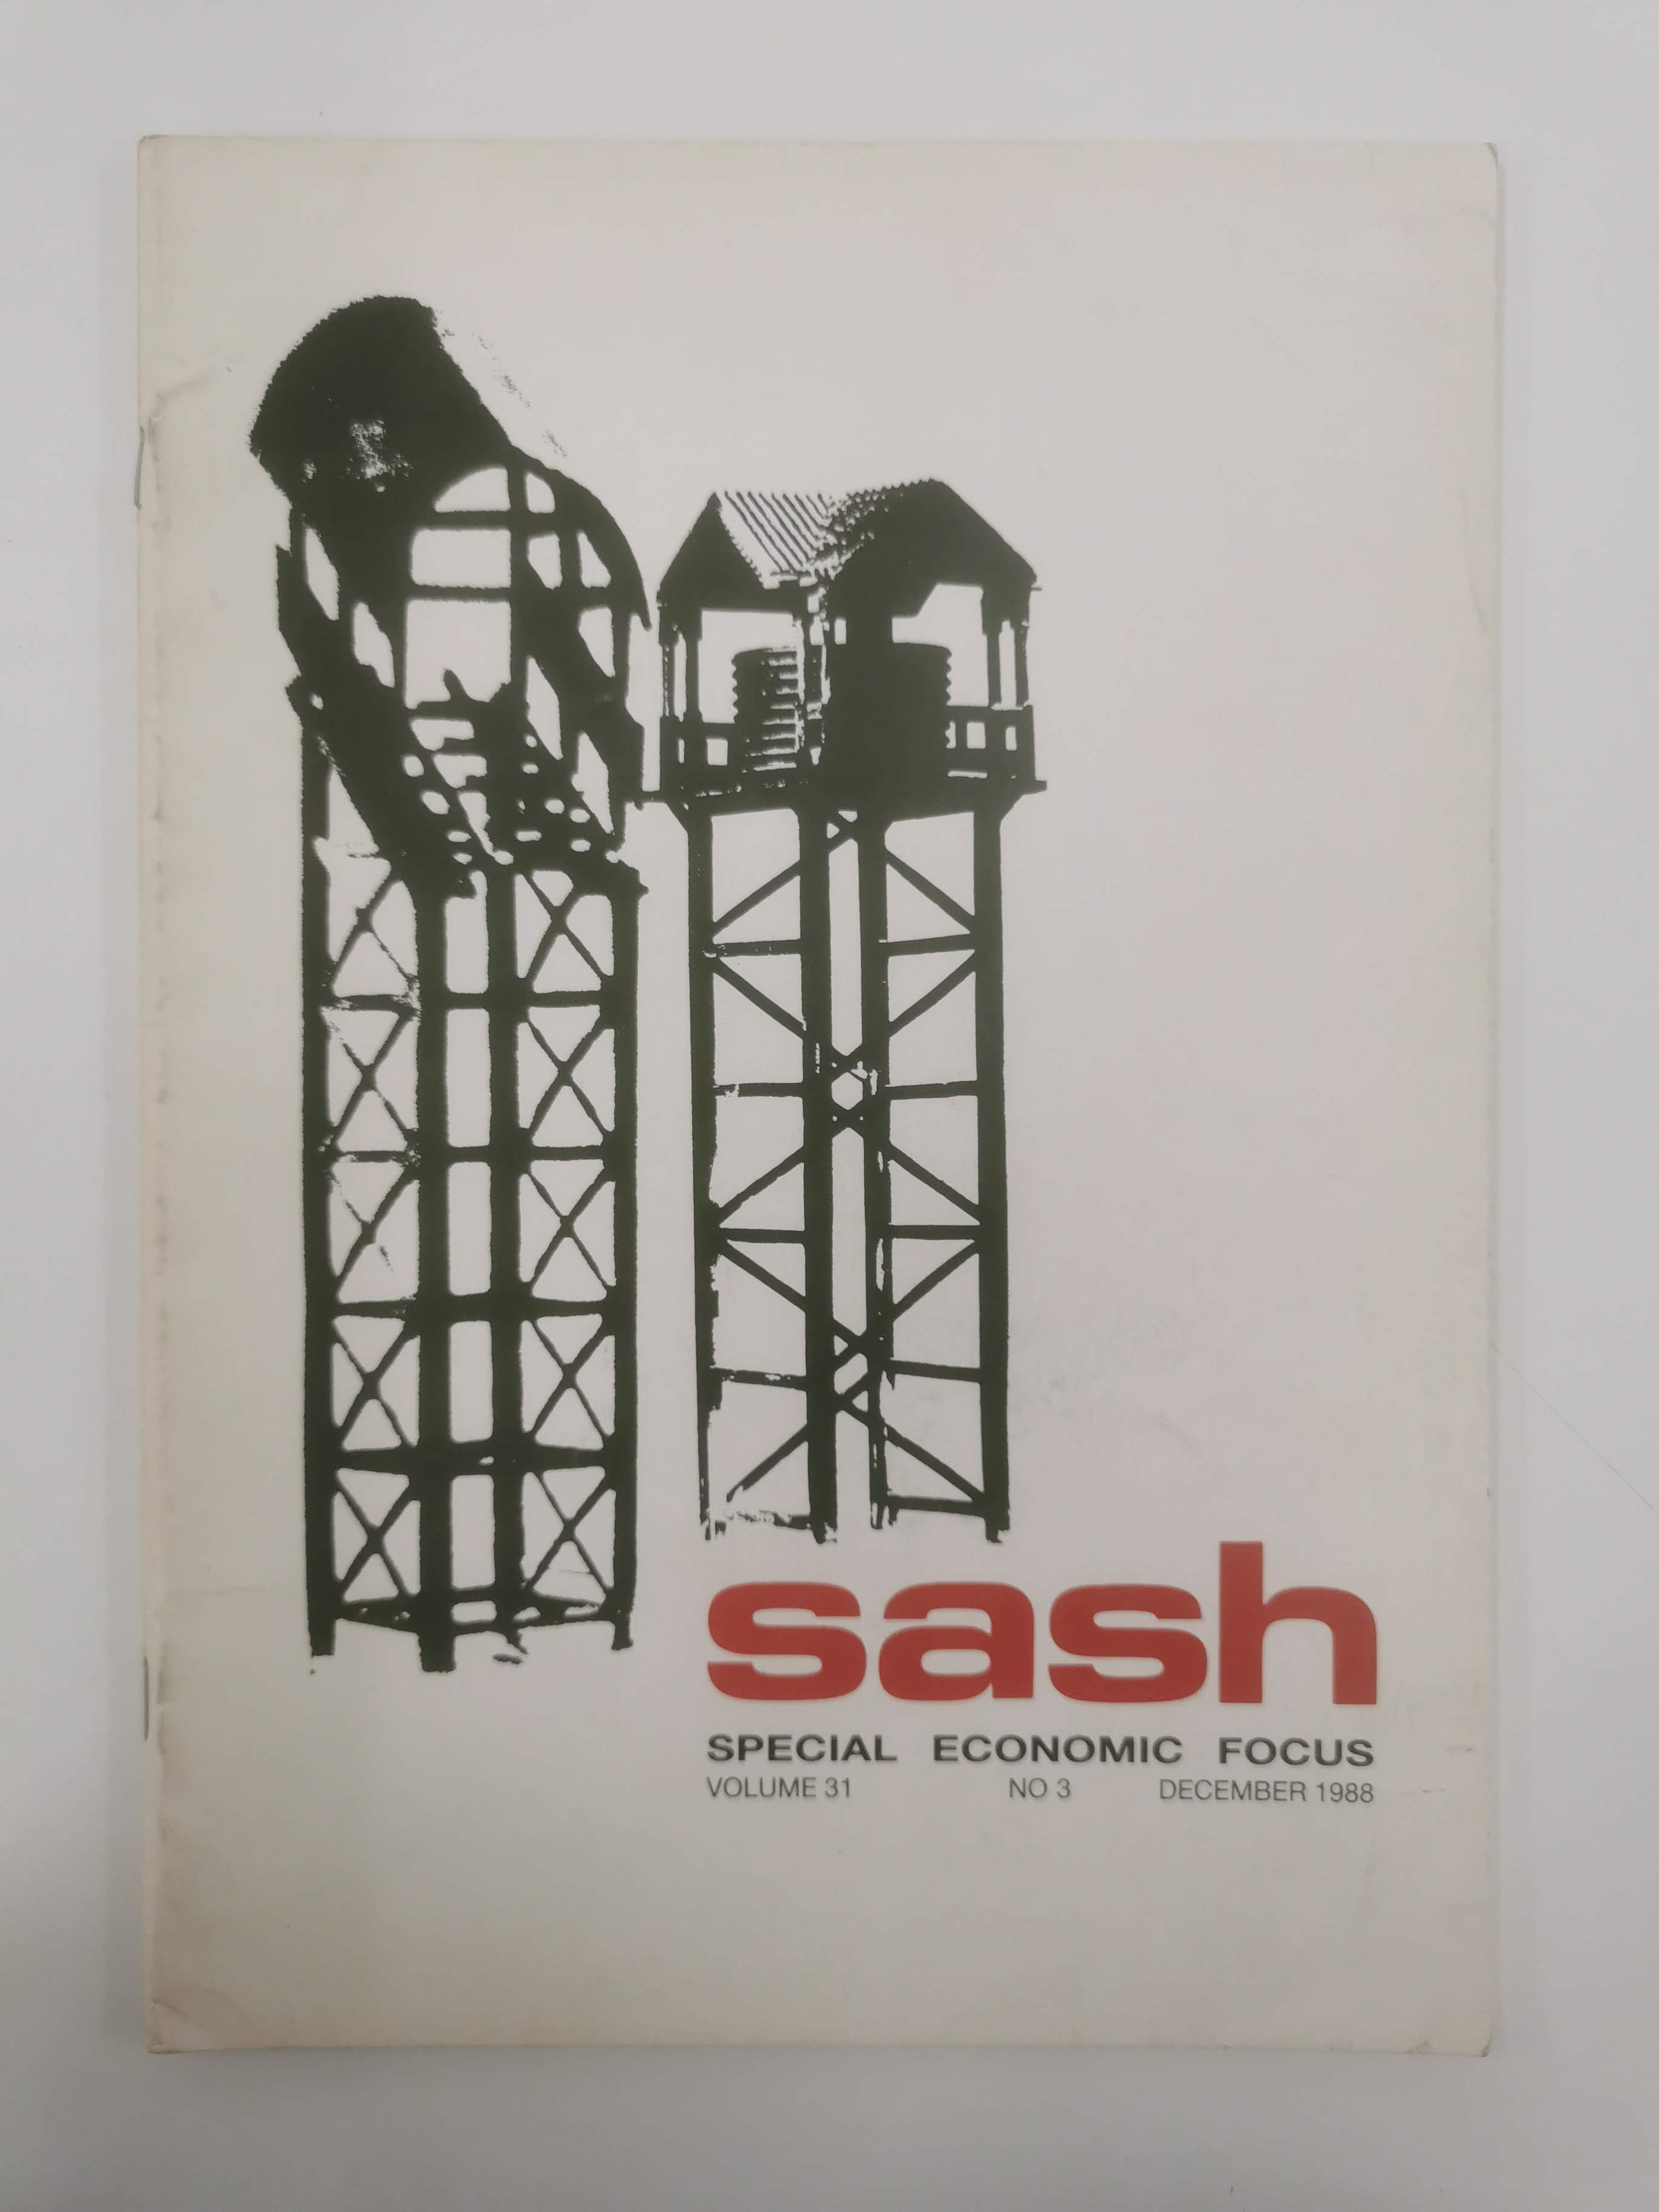 sash
SPECIAL ECONOMIC FOCUS
VOLUME 31 NO 3 DECEMBER 1988